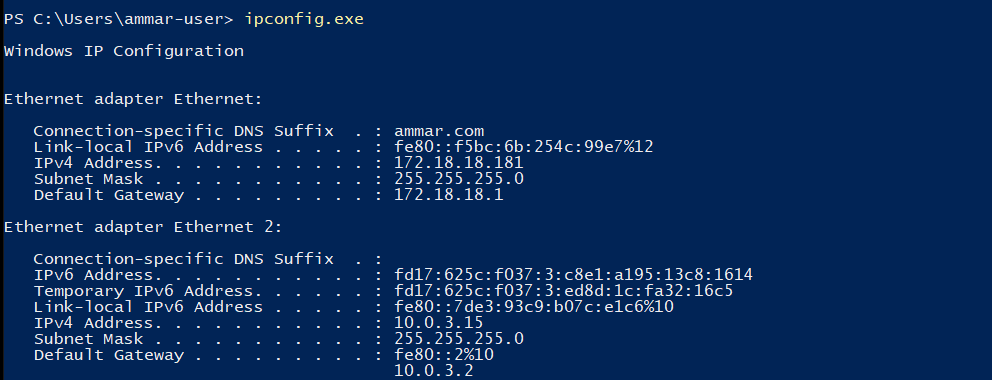 PS C:\Users\ammar-user> ipconfig.exe
Windows IP Configuration
Ethernet adapter Ethernet:
Connection-specific DNS Suffix  . : ammar.com
Link-local IPv6 Address . . . . . : fe80::f5bc:6b:254c:99e7%12
IPv4 Address. . . . . . . . . . . : 172.18.18.181
Subnet Mask . . . . . . . . . . . : 255.255.255.0
Default Gateway . . . . . . . . . : 172.18.18.1
Ethernet adapter Ethernet 2:
Connection-specific DNS Suffix  . :
IPv6 Address. . . . . . . . . . . : fd17:625c:f037:3:c8e1:a195:13c8:1614
Temporary IPv6 Address. . . . . . : fd17:625c:f037:3:ed8d:1c:fa32:16c5
Link-local IPv6 Address . . . . . : fe80::7de3:93c9:b07c:e1c6%10
IPv4 Address. . . . . . . . . . . : 10.0.3.15
Subnet Mask . . . . . . . . . . . : 255.255.255.0
Default Gateway . . . . . . . . . : fe80::2%10
10.0.3.2